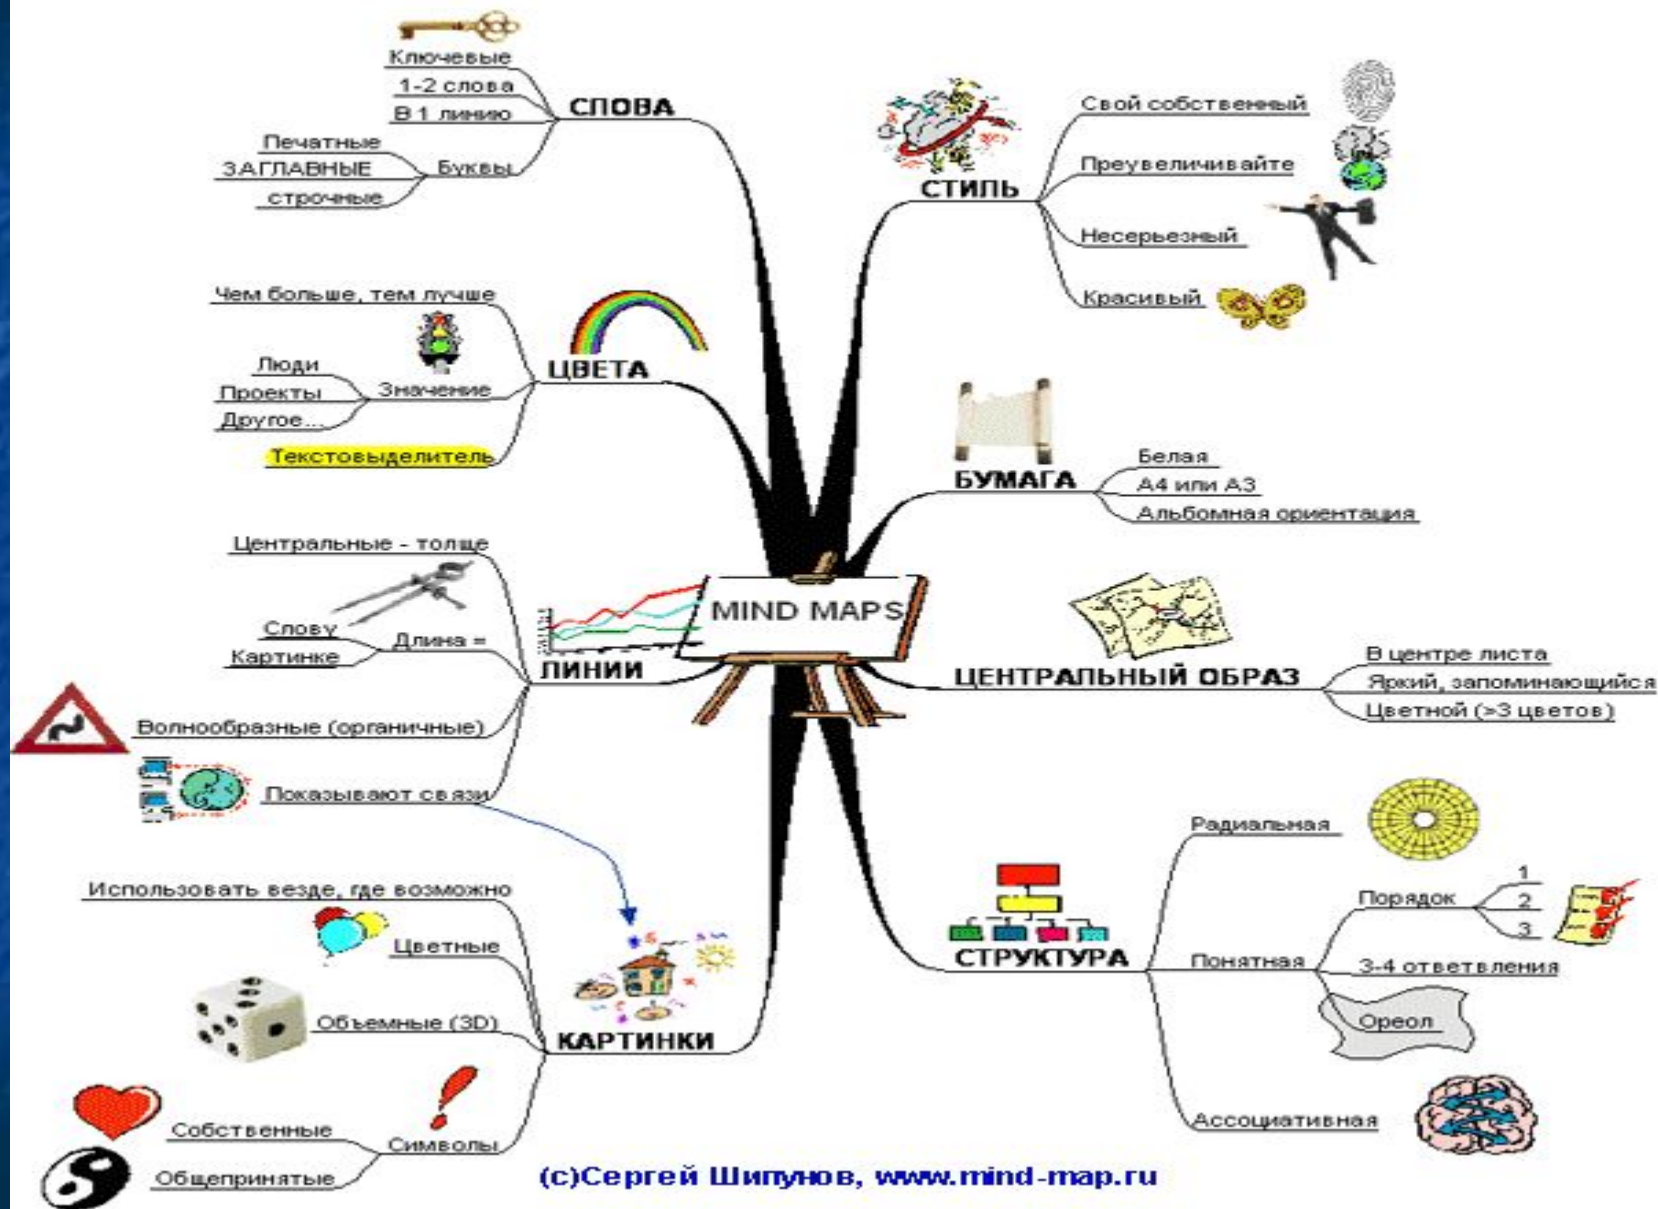 Ключевые
1-2 слова
В 1 линию
Печатные
ЗАГЛАВНЫЕ
строчные
Буквы
СЛОВА
Чем больше, тем лучше
Люди
Проекты
Другое...
Значение
Текстовыделитель
ЦВЕТА
Центральные - толще
Слову
Картинке
Длина =
Волнообразные (органичные)
Показывают связи
ЛИНИИ
Использовать везде, где возможно
Цветные
Объемные (3D)
Собственные
Общепринятые
Символы
КАРТИНКИ
MIND MAPS
СТИЛЬ
Свой собственный
Преувеличивайте
Несерьезный
Красивый
БУМАГА
Белая
А4 или А3
Альбомная ориентация
ЦЕНТРАЛЬНЫЙ ОБРАЗ
В центре листа
Яркий, запоминающийся
Цветной (>3 цветов)
СТРУКТУРА
Радиальная
Понятная
Порядок
1
2
3
3-4 ответвления
Ореол
Ассоциативная
(с)Сергей Шипунов, www.mind-map.ru